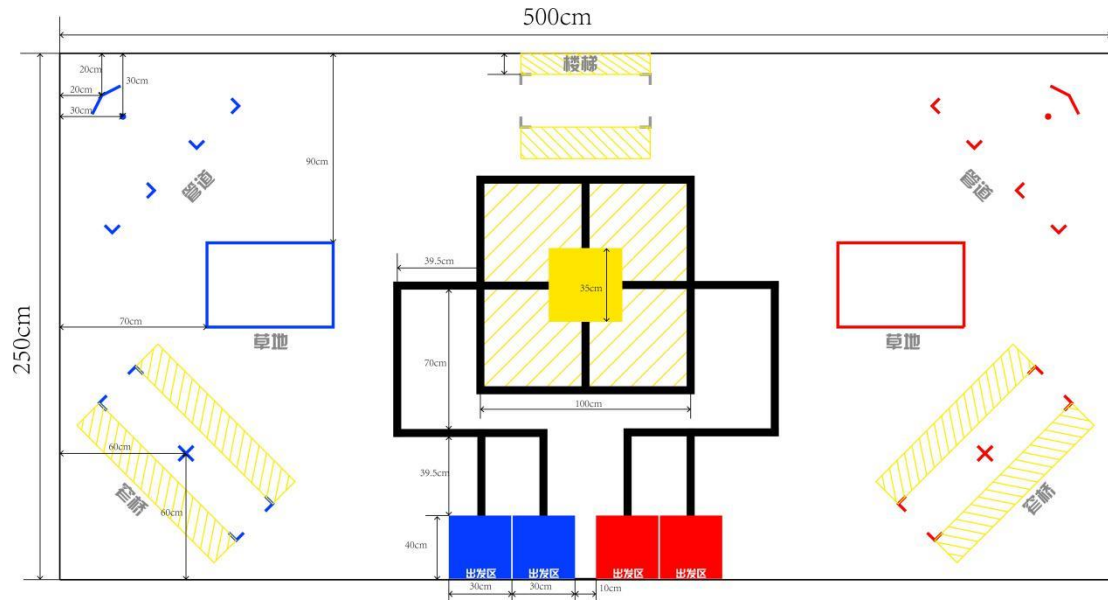 500cm
楼梯
20cm
30cm
20cm
30cm
90cm
管道
管道
39.5cm
35cm
250cm
70cm
草地
草地
70cm
100cm
60cm
39.5cm
窄桥
窄桥
60cm
40cm
出发区
出发区
出发区
出发区
30cm
30cm
10cm